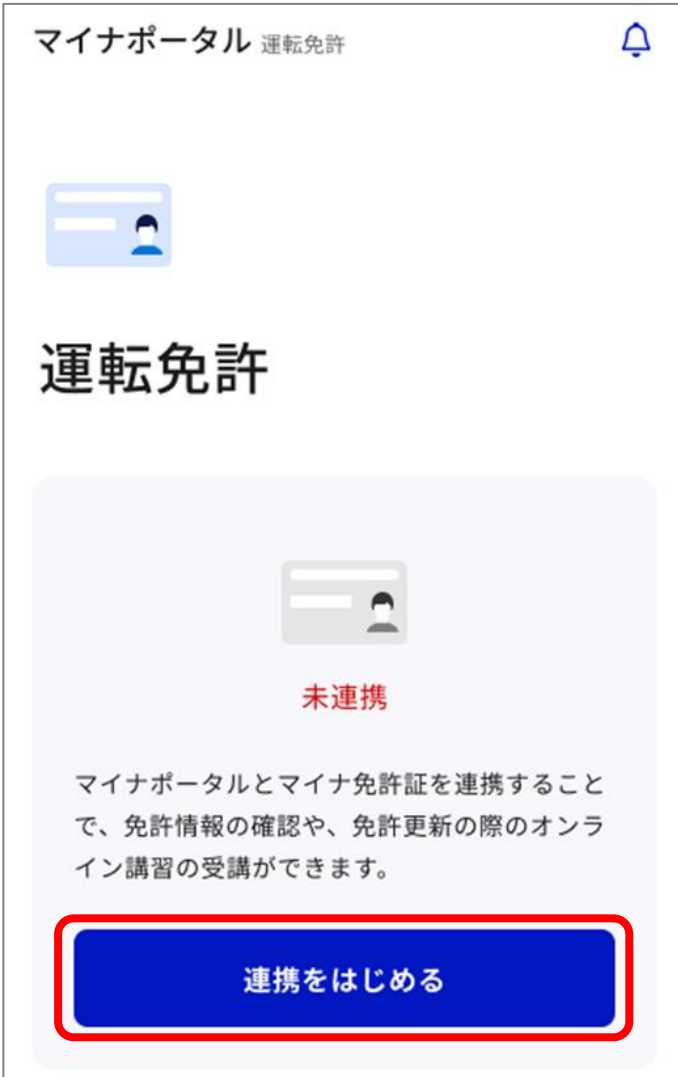 マイナポータル 運転免許
運転免許
未連携
マイナポータルとマイナ免許証を連携すること
で、免許情報の確認や、免許更新の際のオンラ
イン講習の受講ができます。
連携をはじめる